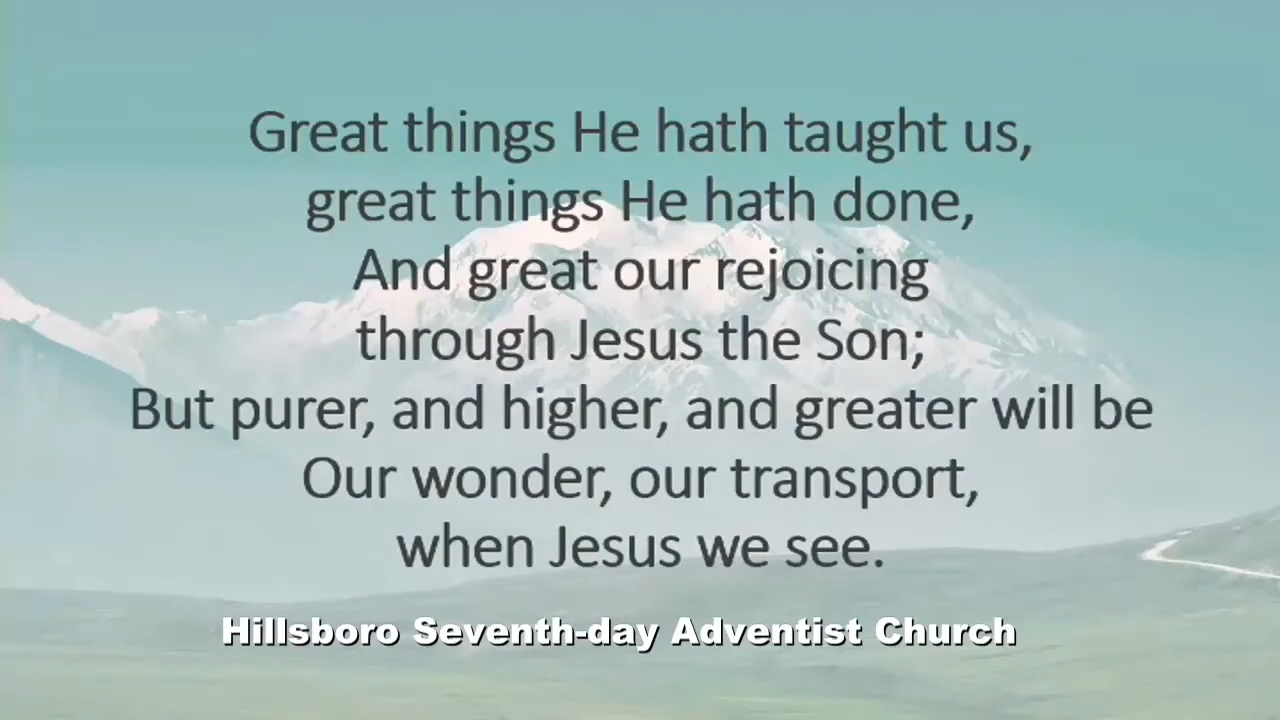 Great things He hath taught us,
great things He hath done,
And great our rejoicing
through Jesus the Son;
But purer, and higher, and greater will be
Our wonder, our transport,
when Jesus we see.
Hillsboro Seventh-day Adventist Church